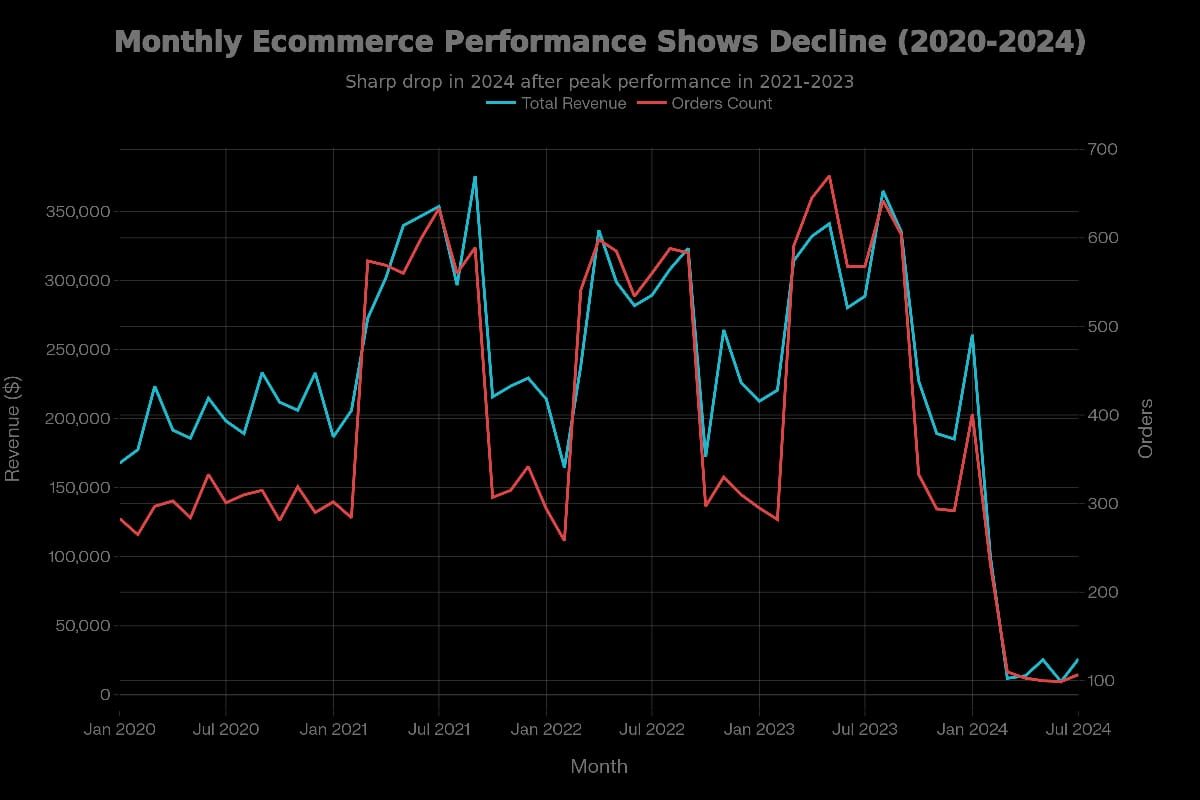 Monthly Ecommerce Performance Shows Decline (2020-2024)
Sharp drop in 2024 after peak performance in 2021-2023
Total Revenue Orders Count
700
350,000
600
300,000
500
250,000
400
200,000
300
150,000
100,000
200
50,000
100
0
Revenue ($)
Orders
Jan 2020 Jul 2020 Jan 2021 Jul 2021 Jan 2022 Jul 2022 Jan 2023 Jul 2023 Jan 2024 Jul 2024
Month